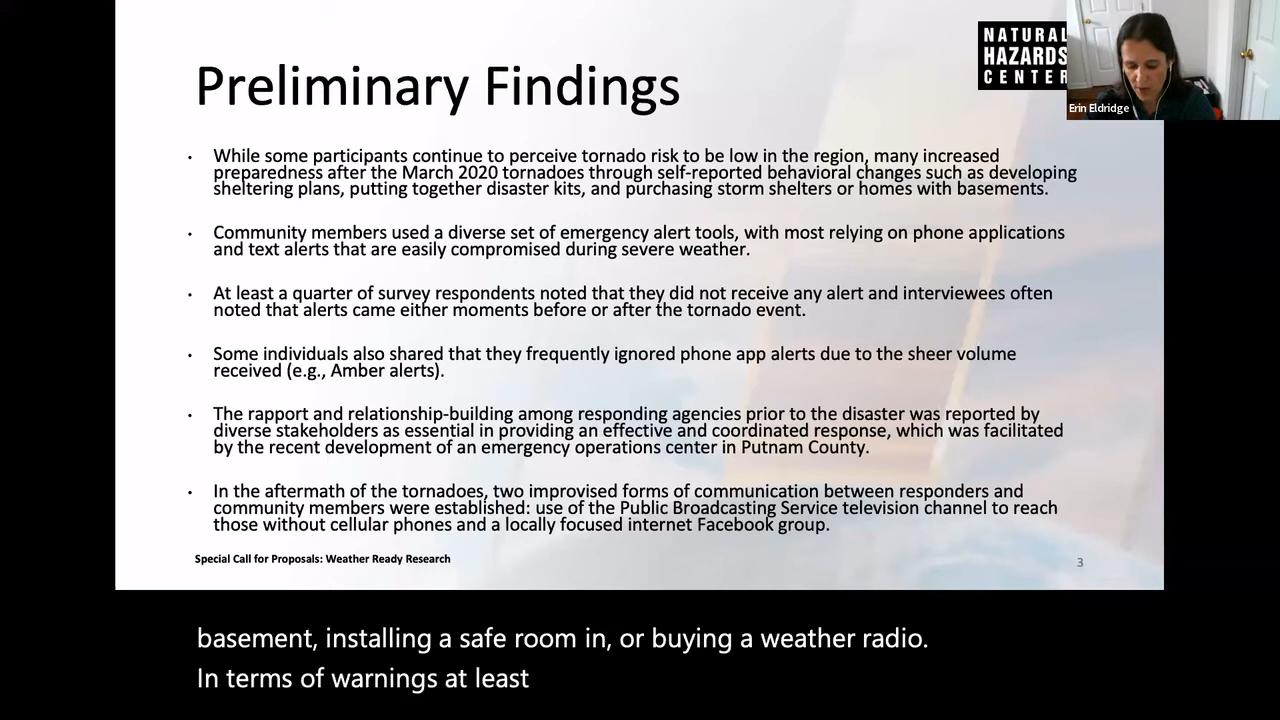 NATURAL
HAZARDS
CENTER
Erin Eldridge
Preliminary Findings
• While some participants continue to perceive tornado risk to be low in the region, many increased
preparedness after the March 2020 tornadoes through self-reported behavioral changes such as developing
sheltering plans, putting together disaster kits, and purchasing storm shelters or homes with basements.
• Community members used a diverse set of emergency alert tools, with most relying on phone applications
and text alerts that are easily compromised during severe weather.
• At least a quarter of survey respondents noted that they did not receive any alert and interviewees often
noted that alerts came either moments before or after the tornado event.
• Some individuals also shared that they frequently ignored phone app alerts due to the sheer volume
received (e.g., Amber alerts).
• The rapport and relationship-building among responding agencies prior to the disaster was reported by
diverse stakeholders as essential in providing an effective and coordinated response, which was facilitated
by the recent development of an emergency operations center in Putnam County.
• In the aftermath of the tornadoes, two improvised forms of communication between responders and
community members were established: use of the Public Broadcasting Service television channel to reach
those without cellular phones and a locally focused internet Facebook group.
Special Call for Proposals: Weather Ready Research
3
basement, installing a safe room in, or buying a weather radio.
In terms of warnings at least